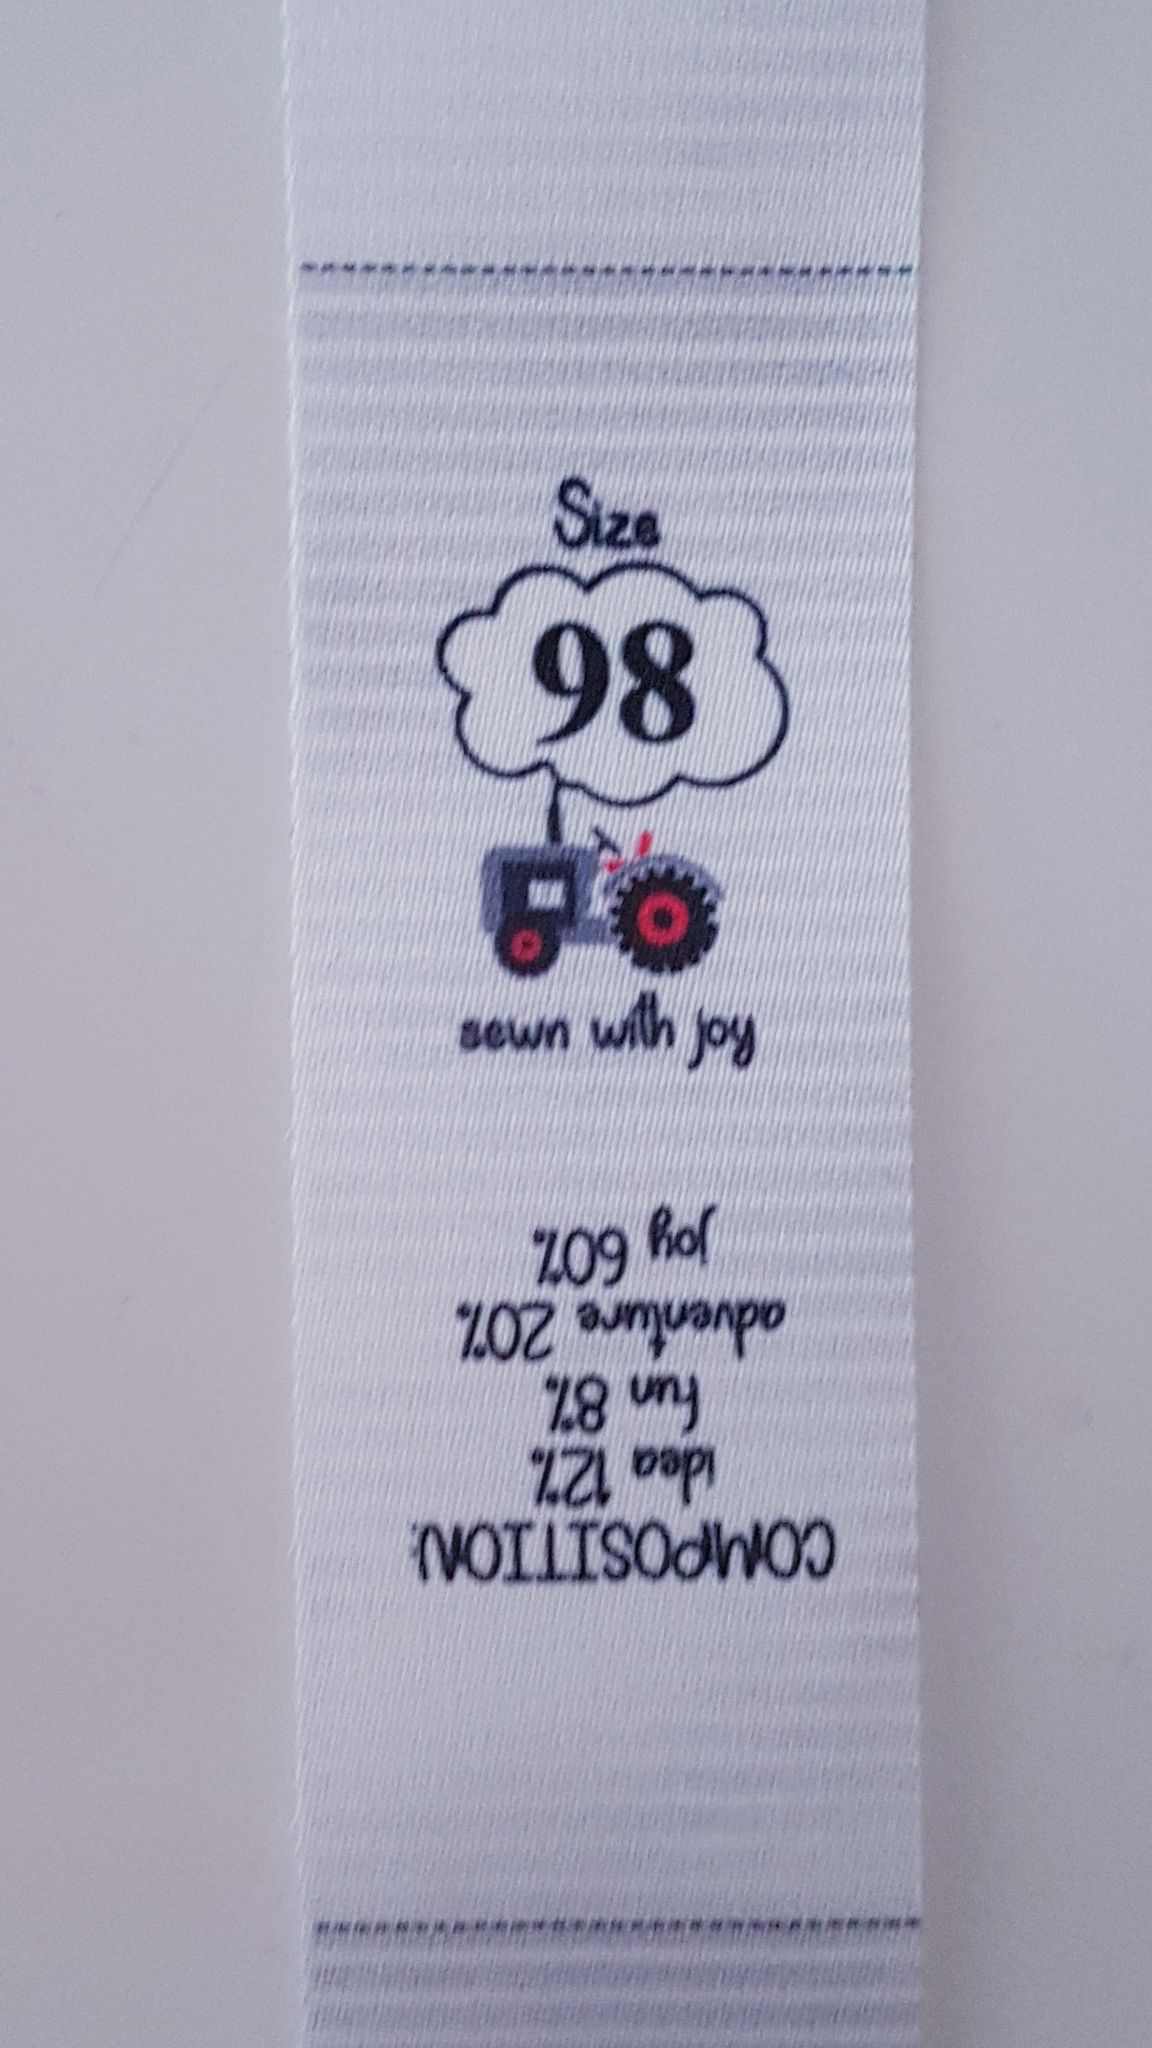 Size
98
sewn with joy
COMPOSITION:
idea 12%
fun 8%
adventure 20%
joy 60%